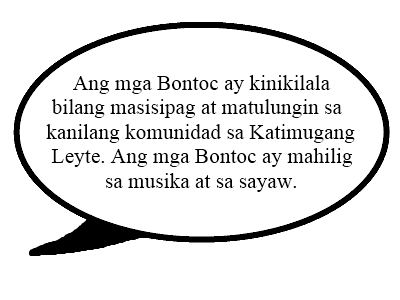 Ang mga Bontoc ay kinikilala
bilang masisipag at matulungin sa
kanilang komunidad sa Katimugang
Leyte. Ang mga Bontoc ay mahilig
sa musika at sa sayaw.